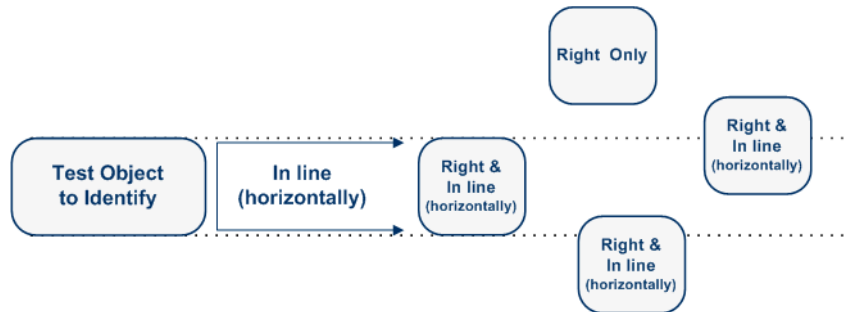 Right Only
Right &
In line
(horizontally)
Test Object
to Identify
In line
(horizontally)
Right &
In line
(horizontally)
Right &
In line
(horizontally)